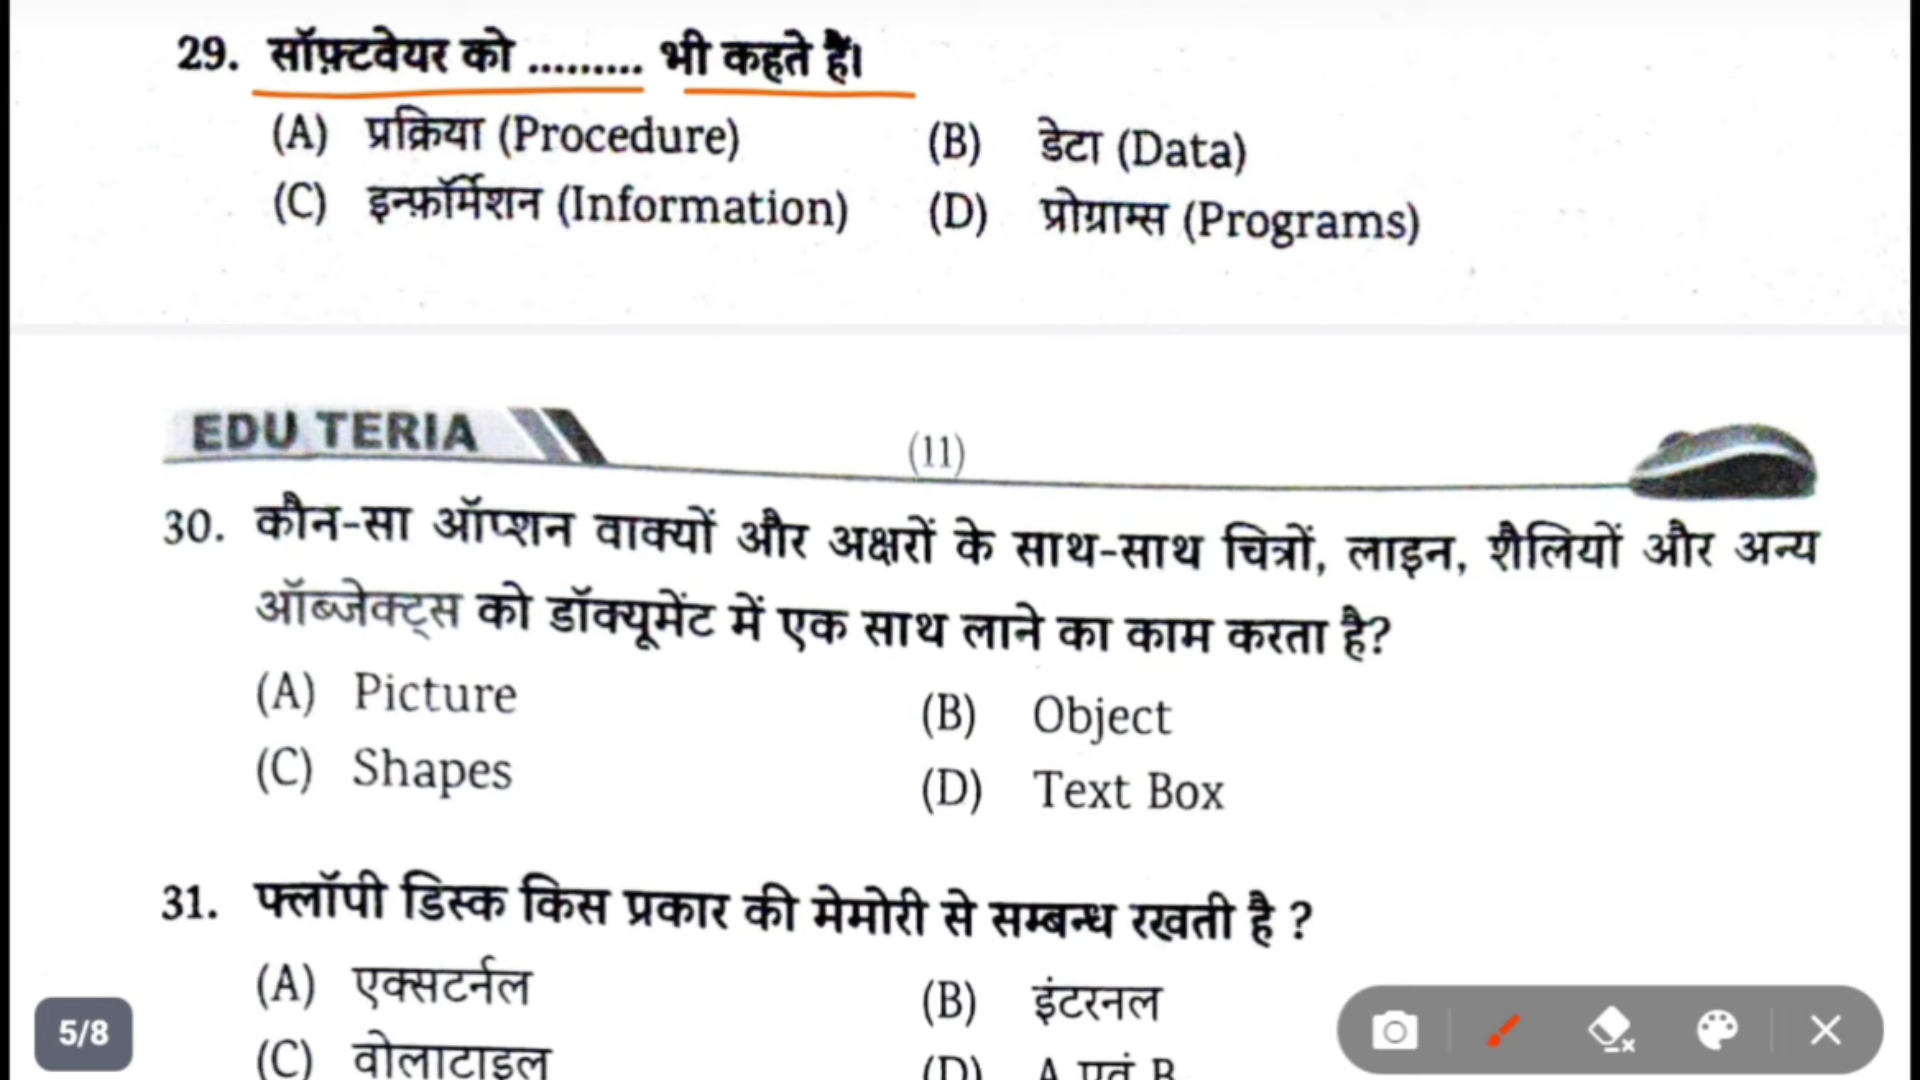 29. सॉफ़्टवेयर को ......... भी कहते हैं।
(A) प्रक्रिया (Procedure) (B) डेटा (Data)
(C) इन्फ़ॉर्मेशन (Information) (D) प्रोग्राम्स (Programs)
EDU TERIA (11)
30. कौन-सा ऑप्शन वाक्यों और अक्षरों के साथ-साथ चित्रों, लाइन, शैलियों और अन्य
ऑब्जेक्ट्स को डॉक्यूमेंट में एक साथ लाने का काम करता है?
(A) Picture (B) Object
(C) Shapes (D) Text Box
31. फ्लॉपी डिस्क किस प्रकार की मेमोरी से सम्बन्ध रखती है ?
(A) एक्सटर्नल (B) इंटरनल
(C) वोलाटाइल (D) A एवं B
5/8